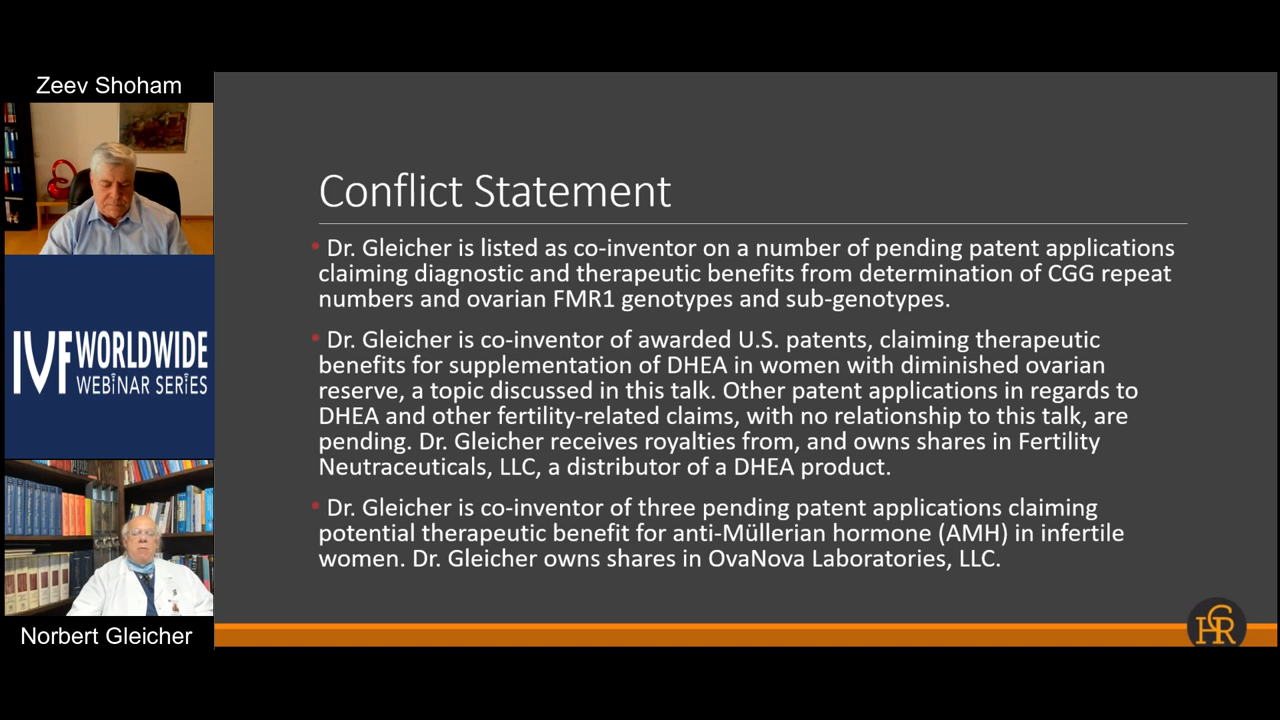 Zeev Shoham
IVF WORLDWIDE
WEBINAR SERIES
Norbert Gleicher
Conflict Statement
• Dr. Gleicher is listed as co-inventor on a number of pending patent applications
claiming diagnostic and therapeutic benefits from determination of CGG repeat
numbers and ovarian FMR1 genotypes and sub-genotypes.
• Dr. Gleicher is co-inventor of awarded U.S. patents, claiming therapeutic
benefits for supplementation of DHEA in women with diminished ovarian
reserve, a topic discussed in this talk. Other patent applications in regards to
DHEA and other fertility-related claims, with no relationship to this talk, are
pending. Dr. Gleicher receives royalties from, and owns shares in Fertility
Neutraceuticals, LLC, a distributor of a DHEA product.
• Dr. Gleicher is co-inventor of three pending patent applications claiming
potential therapeutic benefit for anti-Müllerian hormone (AMH) in infertile
women. Dr. Gleicher owns shares in OvaNova Laboratories, LLC.
CHR